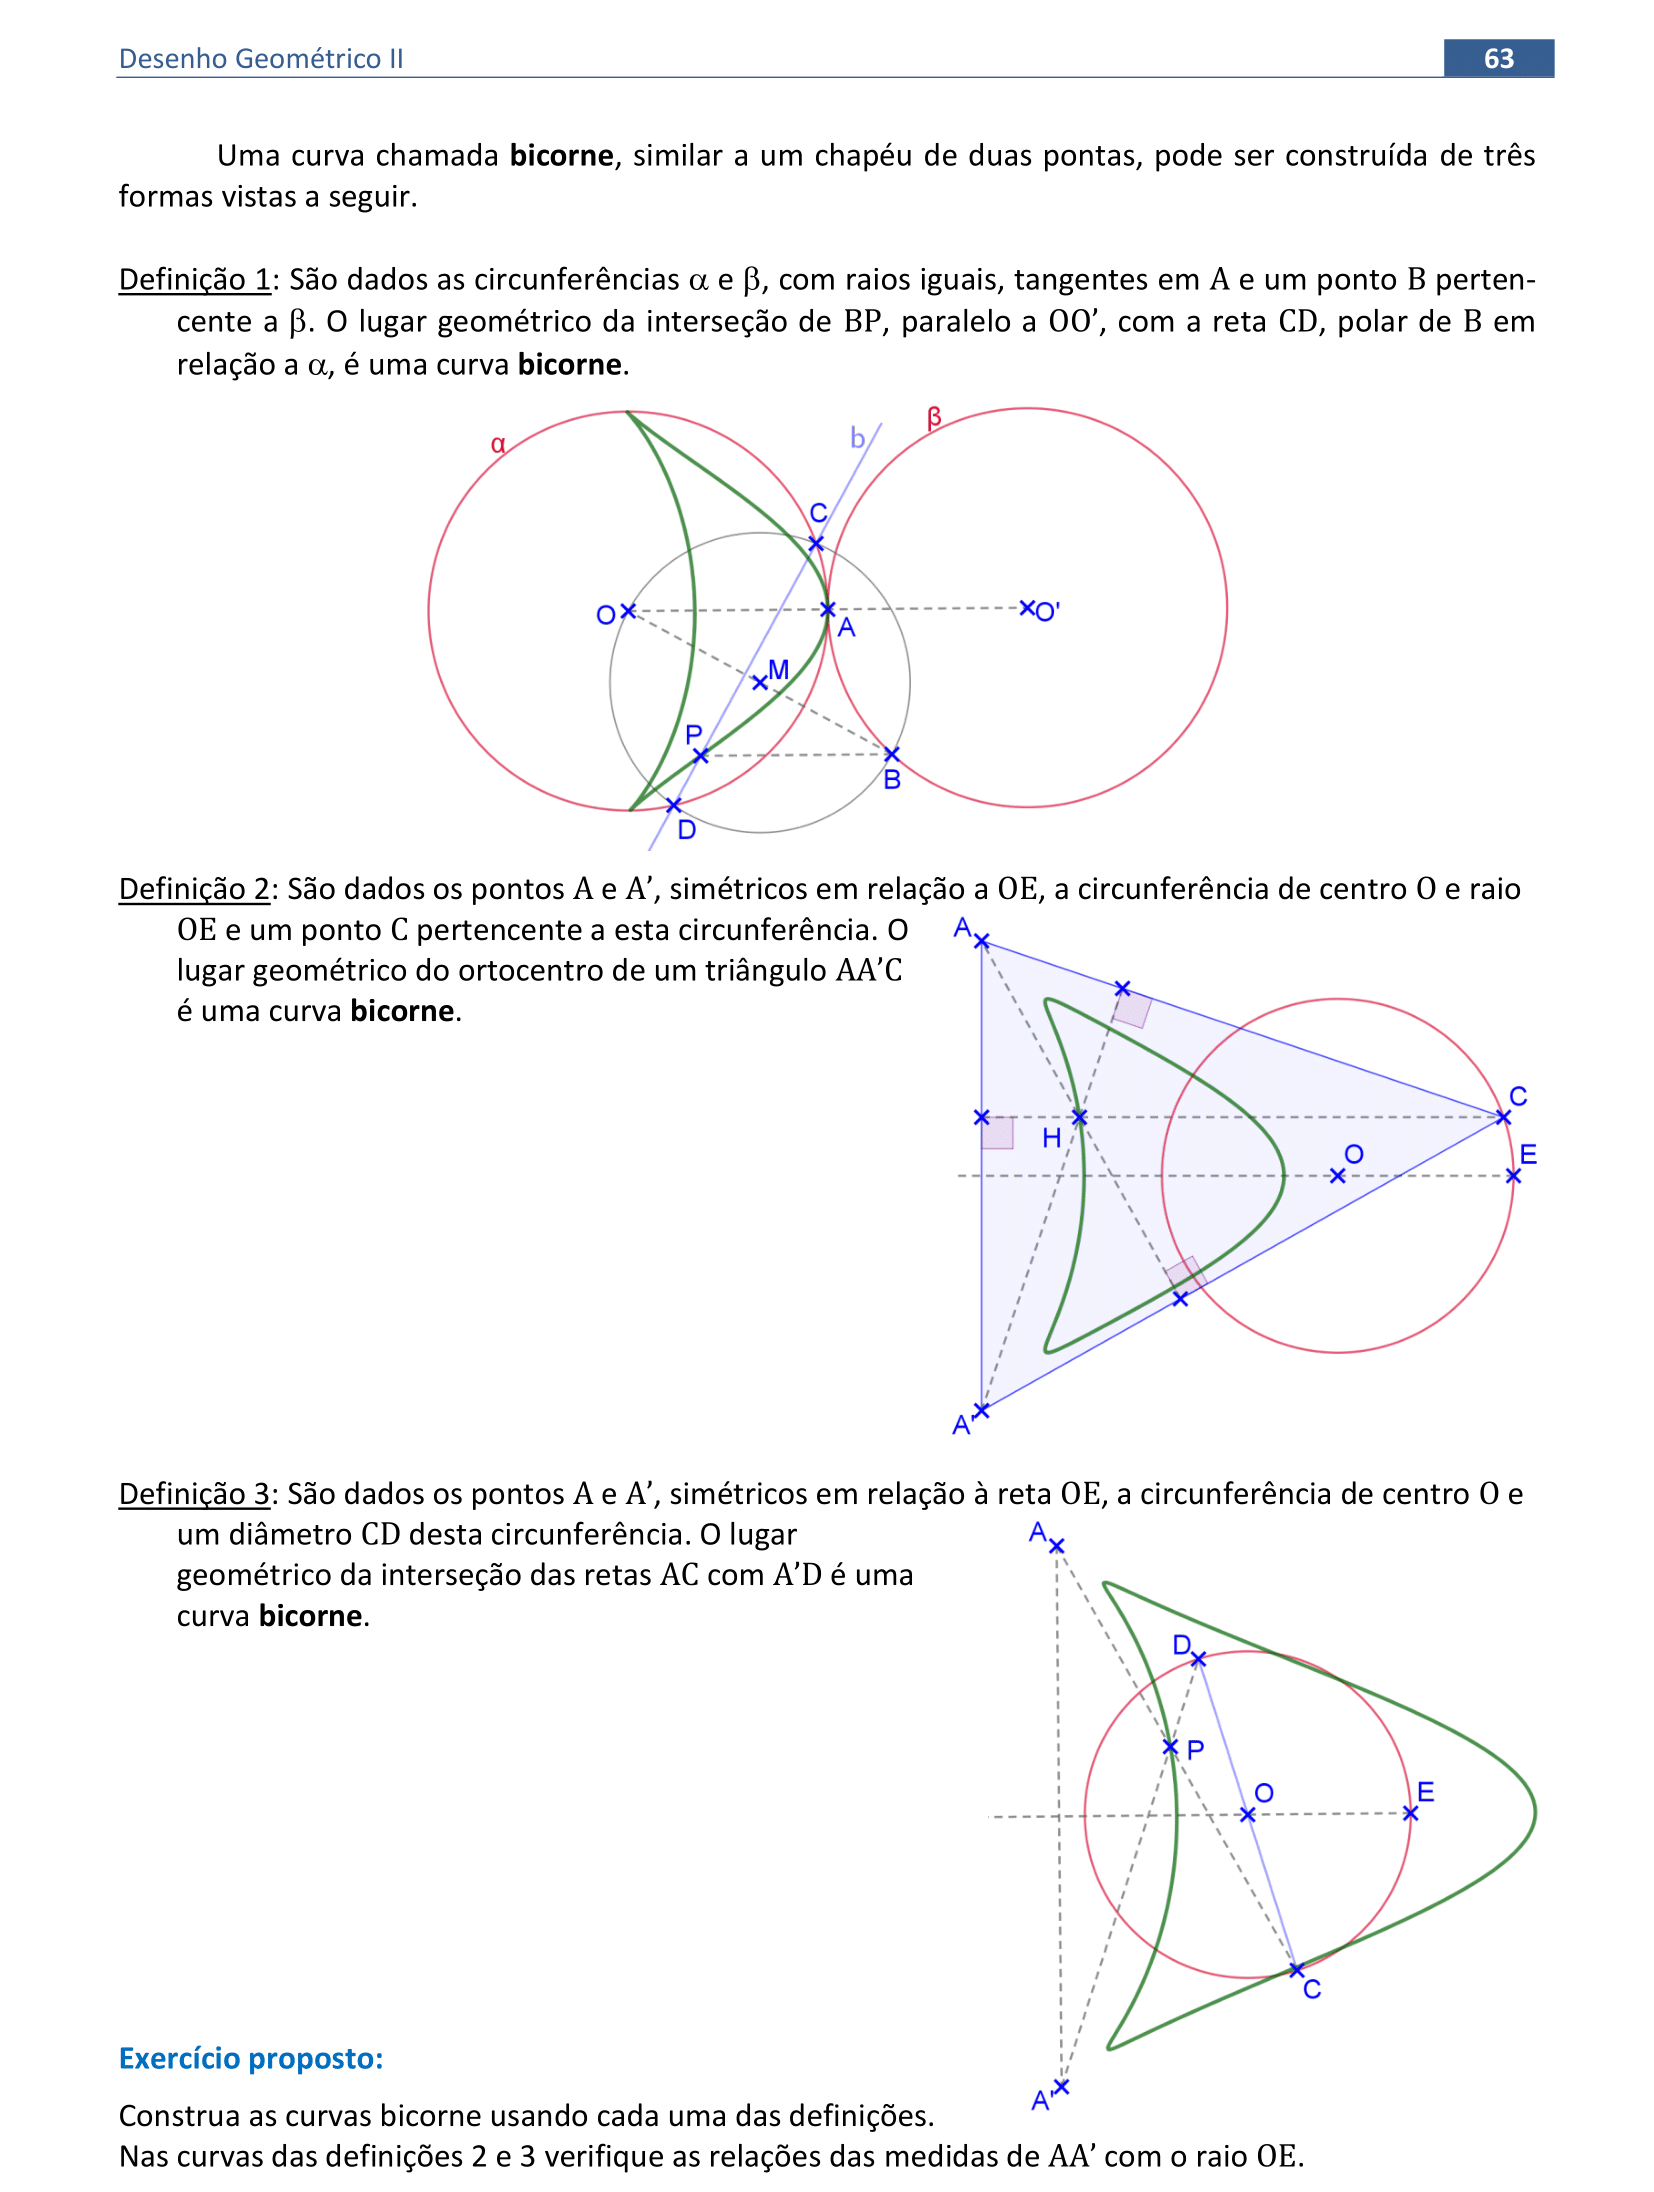 Desenho Geométrico II
63
Uma curva chamada bicorne, similar a um chapéu de duas pontas, pode ser construída de três
formas vistas a seguir.
Definição 1: São dados as circunferências α e β, com raios iguais, tangentes em A e um ponto B perten-
cente a β. O lugar geométrico da interseção de BP, paralelo a OO’, com a reta CD, polar de B em
relação a α, é uma curva bicorne.
α
b
β
C
O
A
O'
M
P
B
D
Definição 2: São dados os pontos A e A’, simétricos em relação a OE, a circunferência de centro O e raio
OE e um ponto C pertencente a esta circunferência. O
lugar geométrico do ortocentro de um triângulo AA’C
é uma curva bicorne.
A
C
H
O
E
A'
Definição 3: São dados os pontos A e A’, simétricos em relação à reta OE, a circunferência de centro O e
um diâmetro CD desta circunferência. O lugar
geométrico da interseção das retas AC com A’D é uma
curva bicorne.
A
D
P
O
E
C
A'
Exercício proposto:
Construa as curvas bicorne usando cada uma das definições.
Nas curvas das definições 2 e 3 verifique as relações das medidas de AA’ com o raio OE.